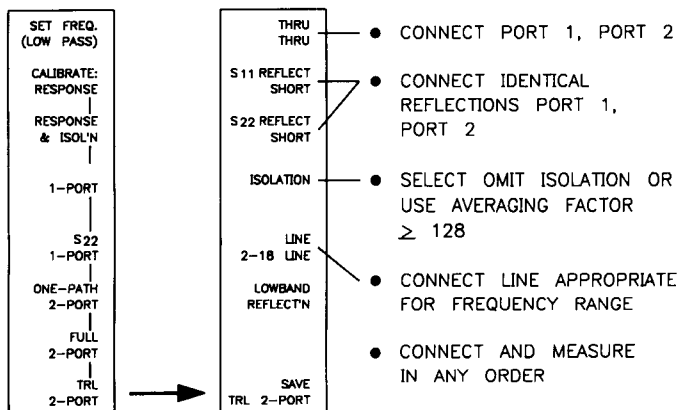 SET FREQ.
(LOW PASS)
CALIBRATE:
RESPONSE
RESPONSE
& ISOL'N
1-PORT
S22
1-PORT
ONE-PATH
2-PORT
FULL
2-PORT
TRL
2-PORT
THRU
THRU
S11 REFLECT
SHORT
S22 REFLECT
SHORT
ISOLATION
LINE
2-18 LINE
LOWBAND
REFLECT'N
SAVE
TRL 2-PORT
● CONNECT PORT 1, PORT 2
● CONNECT IDENTICAL
REFLECTIONS PORT 1,
PORT 2
● SELECT OMIT ISOLATION OR
USE AVERAGING FACTOR
≥ 128
● CONNECT LINE APPROPRIATE
FOR FREQUENCY RANGE
● CONNECT AND MEASURE
IN ANY ORDER